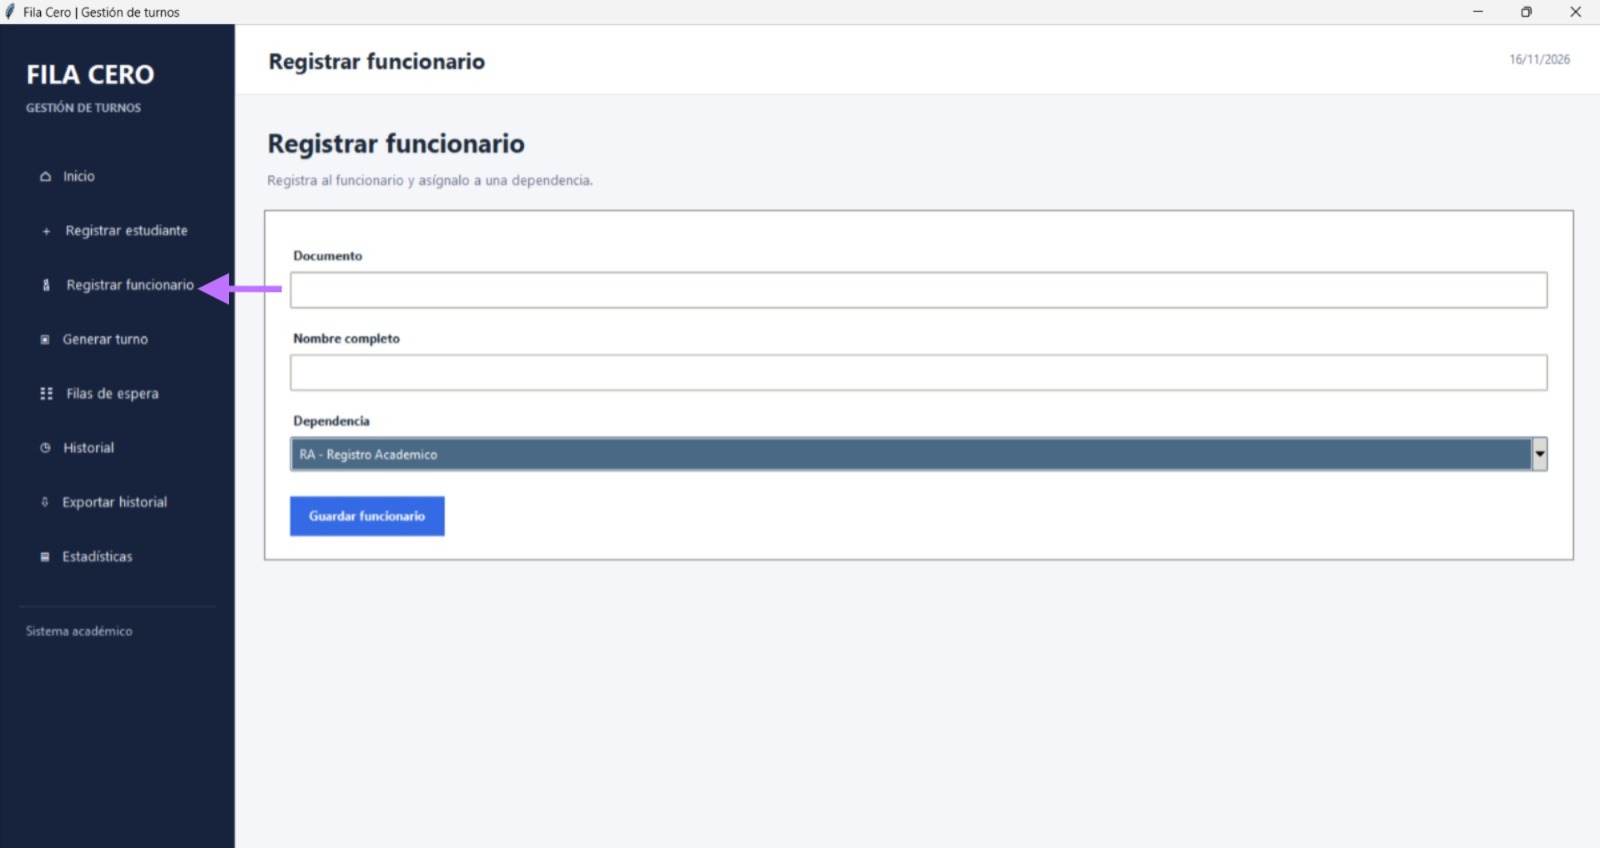 Fila Cero | Gestión de turnos
FILA CERO
GESTIÓN DE TURNOS
Inicio
+ Registrar estudiante
Registrar funcionario
Generar turno
Filas de espera
Historial
Exportar historial
Estadísticas
Sistema académico
Registrar funcionario
16/11/2026
Registrar funcionario
Registra al funcionario y asígnalo a una dependencia.
Documento
Nombre completo
Dependencia
RA - Registro Academico
Guardar funcionario